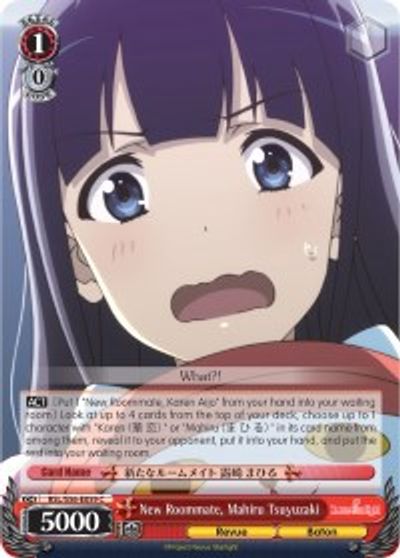 1
0
What?!
ACT [Put 1 "New Roommate, Karen Aijo" from your hand into your waiting
room] Look at up to 4 cards from the top of your deck, choose up to 1
character with "Karen (華恋)" or "Mahiru (まひる)" in its card name from
among them, reveal it to your opponent, put it into your hand, and put the
rest into your waiting room.
Card Name 新たなルームメイト 露崎 まひる
5000 New Roommate, Mahiru Tsuyuzaki
Revue Baton
©Project Revue Starlight